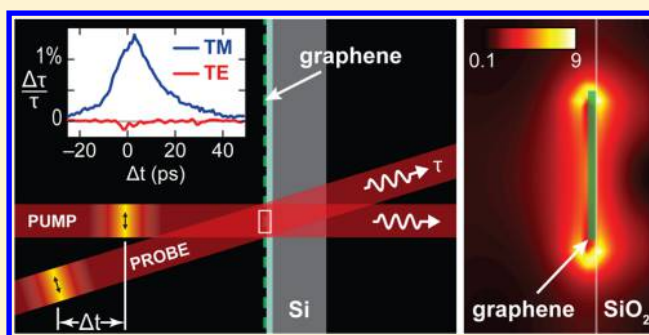 1%
Δτ
τ
0
TM
TE
−20 0 20 40
Δt (ps)
graphene
PUMP
PROBE
Δt
τ
Si
0.1 9
graphene
SiO2